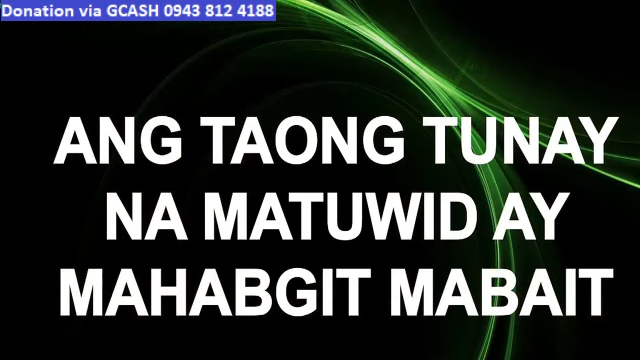 Donation via GCASH 0943 812 4188
ANG TAONG TUNAY
NA MATUWID AY
MAHABGIT MABAIT